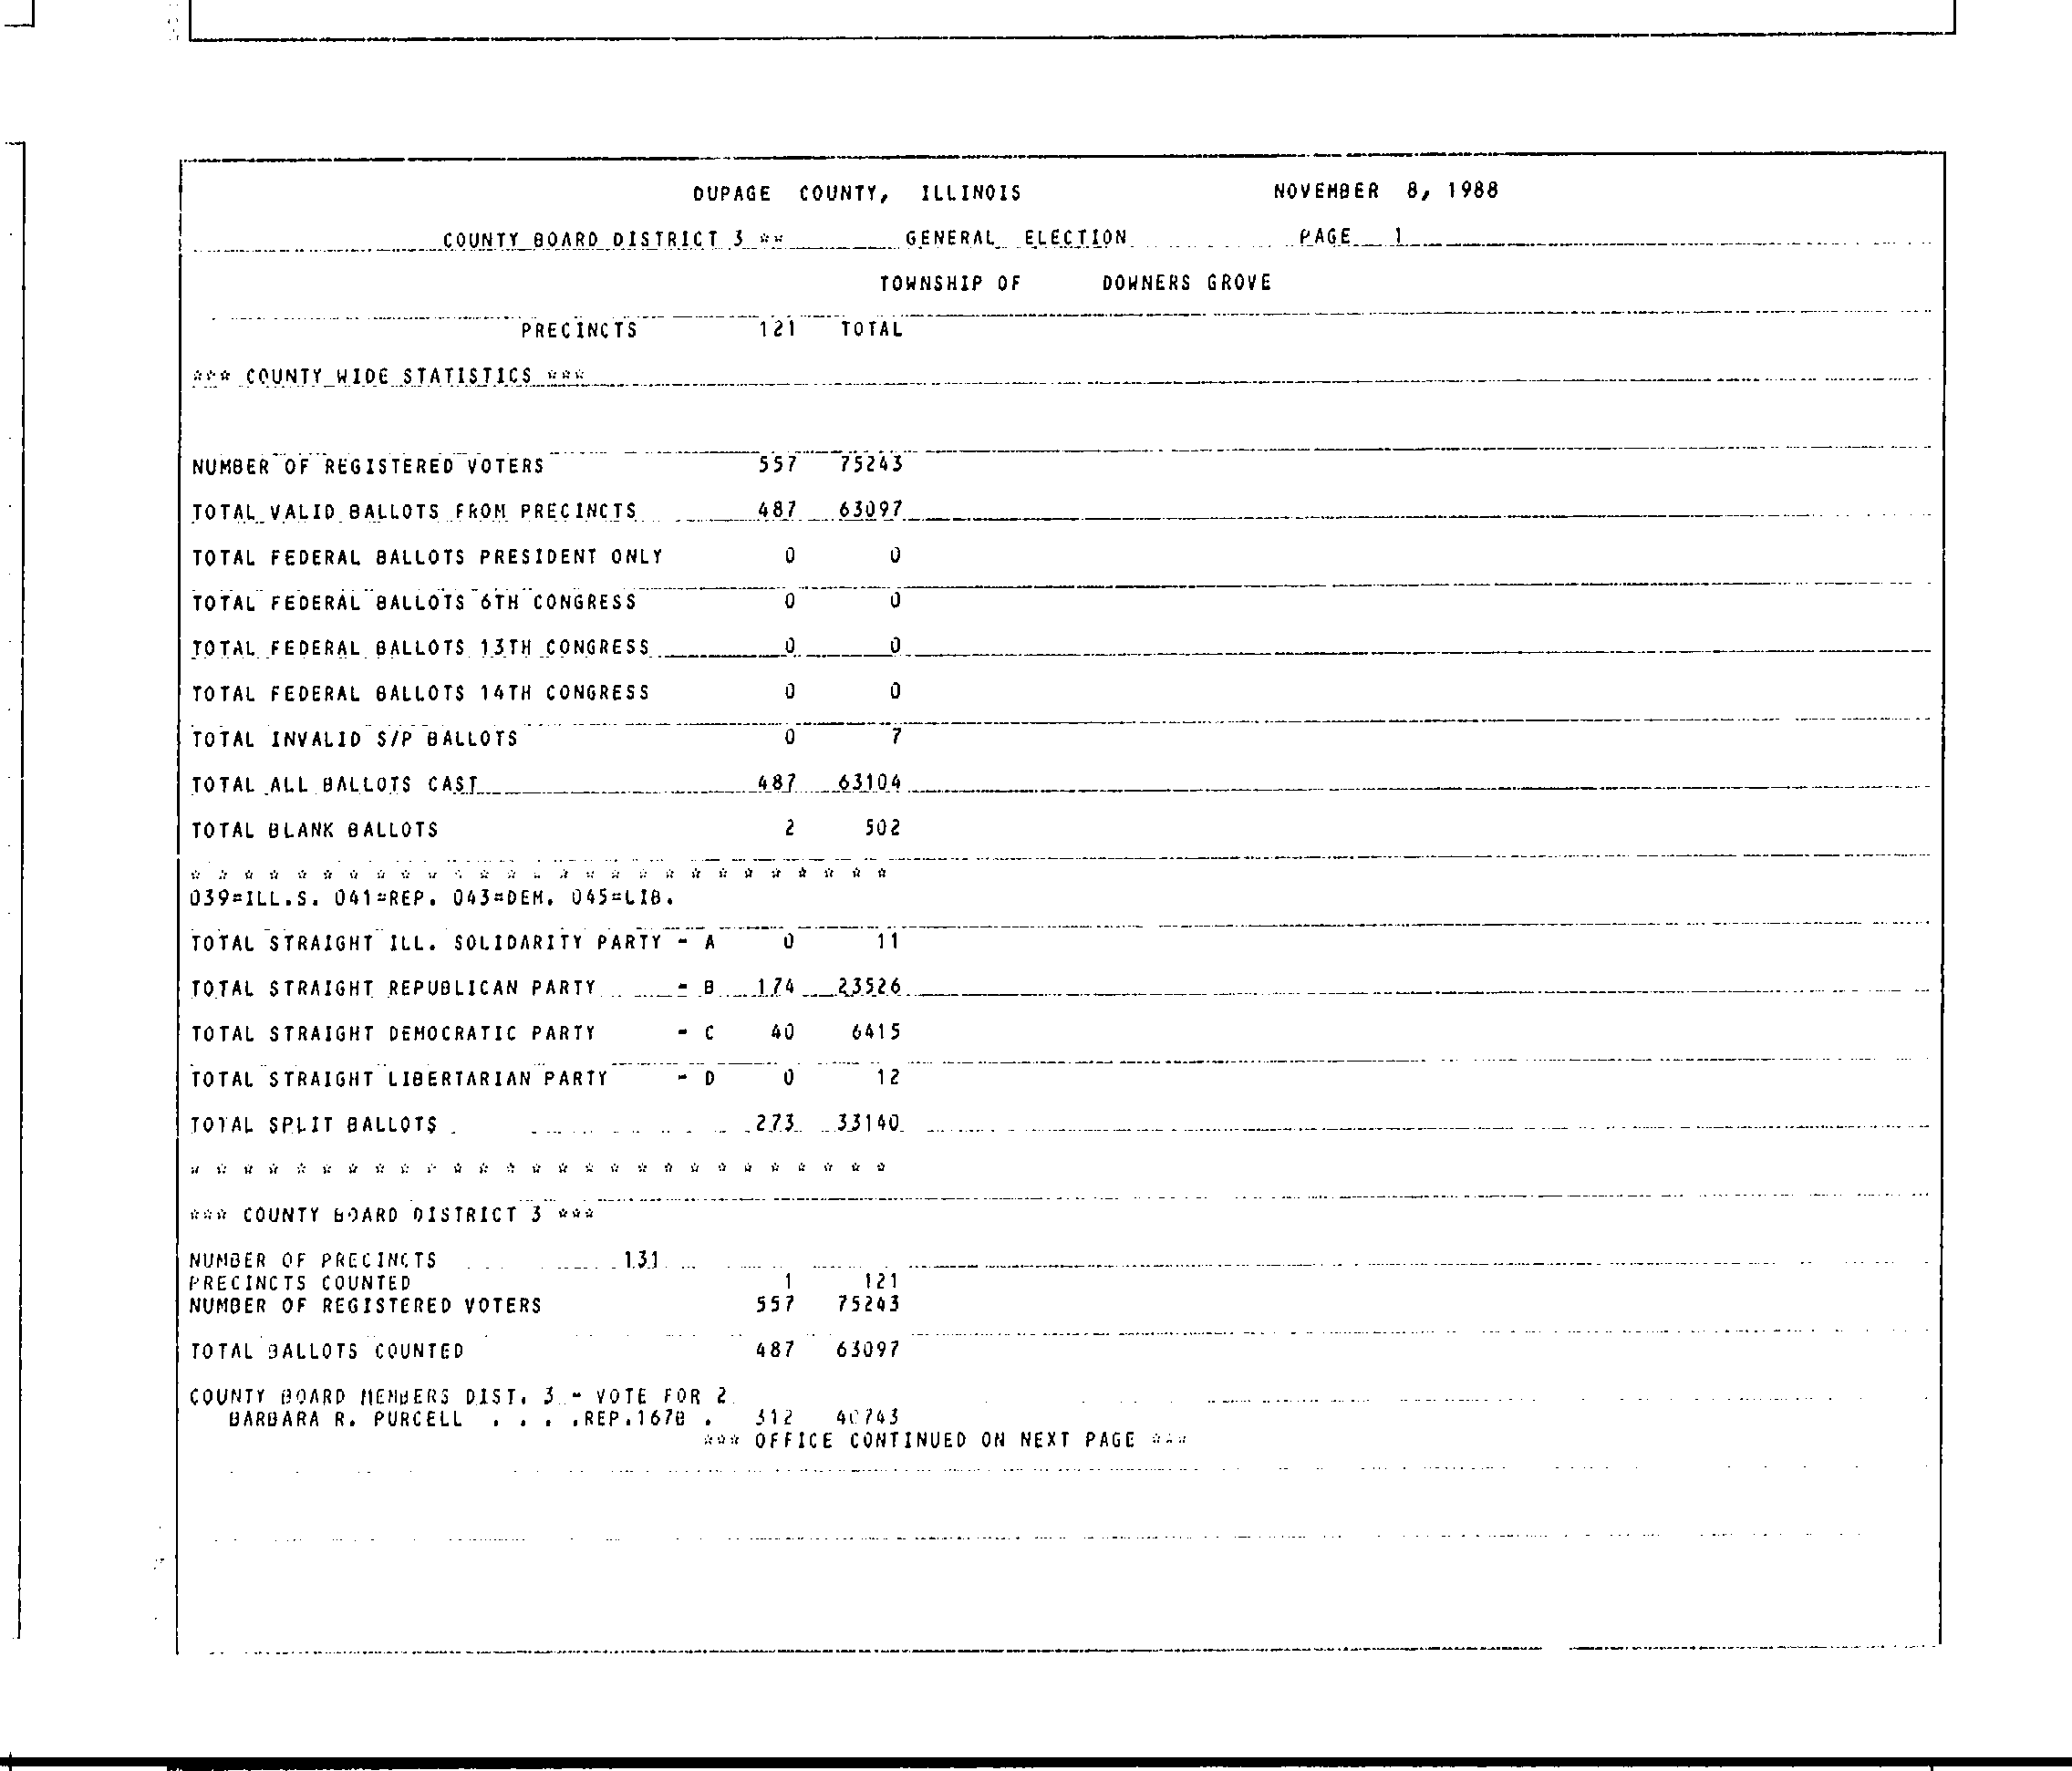 DUPAGE COUNTY, ILLINOIS NOVEMBER 8, 1988
COUNTY BOARD DISTRICT 3 ** GENERAL ELECTION PAGE 1
TOWNSHIP OF DOWNERS GROVE
PRECINCTS 121 TOTAL
*** COUNTY WIDE STATISTICS ***
NUMBER OF REGISTERED VOTERS 557 75243
TOTAL VALID BALLOTS FROM PRECINCTS 487 63097
TOTAL FEDERAL BALLOTS PRESIDENT ONLY 0 0
TOTAL FEDERAL BALLOTS 6TH CONGRESS 0 0
TOTAL FEDERAL BALLOTS 13TH CONGRESS 0 0
TOTAL FEDERAL BALLOTS 14TH CONGRESS 0 0
TOTAL INVALID S/P BALLOTS 0 7
TOTAL ALL BALLOTS CAST 487 63104
TOTAL BLANK BALLOTS 2 502
* * * * * * * * * * * * * * * * * * * * * * * * * * *
039=ILL.S. 041=REP. 043=DEM. 045=LIB.
TOTAL STRAIGHT ILL. SOLIDARITY PARTY - A 0 11
TOTAL STRAIGHT REPUBLICAN PARTY - B 174 23526
TOTAL STRAIGHT DEMOCRATIC PARTY - C 40 6415
TOTAL STRAIGHT LIBERTARIAN PARTY - D 0 12
TOTAL SPLIT BALLOTS 273 33140
* * * * * * * * * * * * * * * * * * * * * * * * * * *
*** COUNTY BOARD DISTRICT 3 ***
NUMBER OF PRECINCTS 131
PRECINCTS COUNTED 1 121
NUMBER OF REGISTERED VOTERS 557 75243
TOTAL BALLOTS COUNTED 487 63097
COUNTY BOARD MEMBERS DIST. 3 - VOTE FOR 2
BARBARA R. PURCELL . . . .REP.167B . 312 40743
*** OFFICE CONTINUED ON NEXT PAGE ***